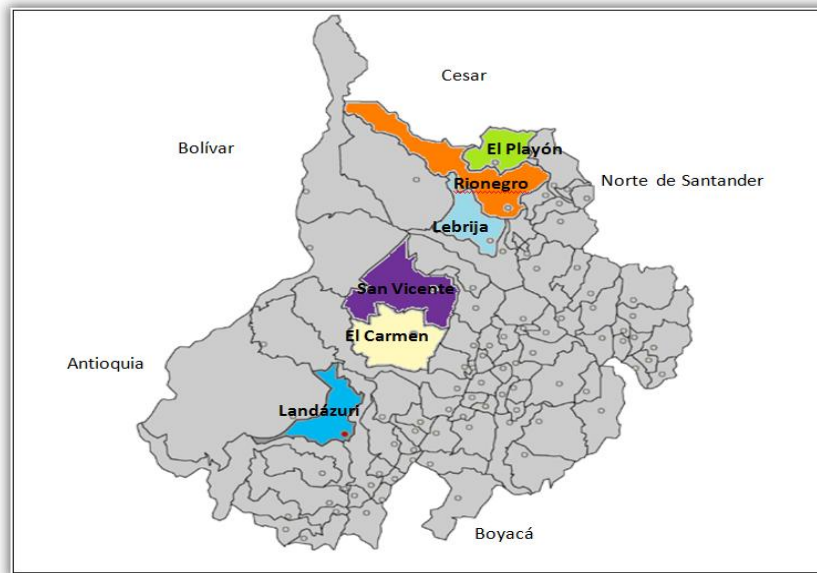 Cesar
Bolívar
El Playón
Norte de Santander
Rionegro
Lebrija
San Vicente
El Carmen
Antioquia
Landázuri
Boyacá